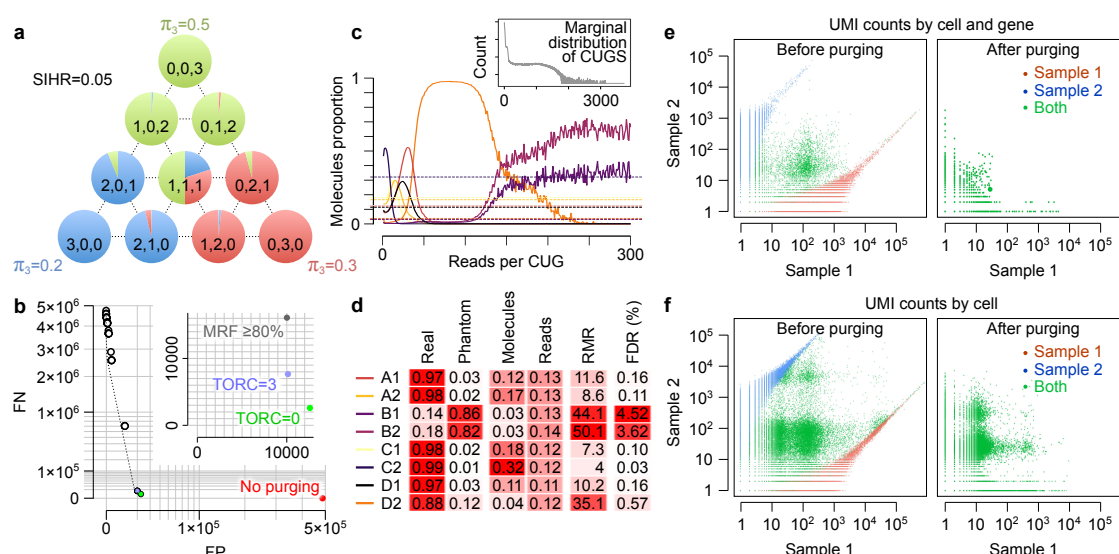 a
π3=0.5
SIHR=0.05
0,0,3
1,0,2
0,1,2
2,0,1
1,1,1
0,2,1
3,0,0
2,1,0
1,2,0
0,3,0
π3=0.2
π3=0.3
b
FN
5×10⁶
4×10⁶
3×10⁶
2×10⁶
1×10⁶
1×10⁵
0
0
1×10⁵
5×10⁵
FP
No purging
MRF ≥80%
TORC=3
TORC=0
10000
0
0
10000
c
Molecules proportion
1
0
0
300
Reads per CUG
Count
Marginal
distribution
of CUGS
0
3000
d
Real Phantom Molecules Reads RMR FDR (%)
A1 0.97 0.03 0.12 0.13 11.6 0.16
A2 0.98 0.02 0.17 0.13 8.6 0.11
B1 0.14 0.86 0.03 0.13 44.1 4.52
B2 0.18 0.82 0.03 0.14 50.1 3.62
C1 0.98 0.02 0.18 0.12 7.3 0.10
C2 0.99 0.01 0.32 0.12 4 0.03
D1 0.97 0.03 0.11 0.11 10.2 0.16
D2 0.88 0.12 0.04 0.12 35.1 0.57
e
UMI counts by cell and gene
Before purging
After purging
Sample 1
Sample 2
Both
Sample 2
10⁵
10⁴
10³
10²
10
1
1 10 10² 10³ 10⁴ 10⁵
1 10 10² 10³ 10⁴ 10⁵
Sample 1
Sample 1
f
UMI counts by cell
Before purging
After purging
Sample 1
Sample 2
Both
Sample 2
10⁵
10⁴
10³
10²
10
1
1 10 10² 10³ 10⁴ 10⁵
1 10 10² 10³ 10⁴ 10⁵
Sample 1
Sample 1